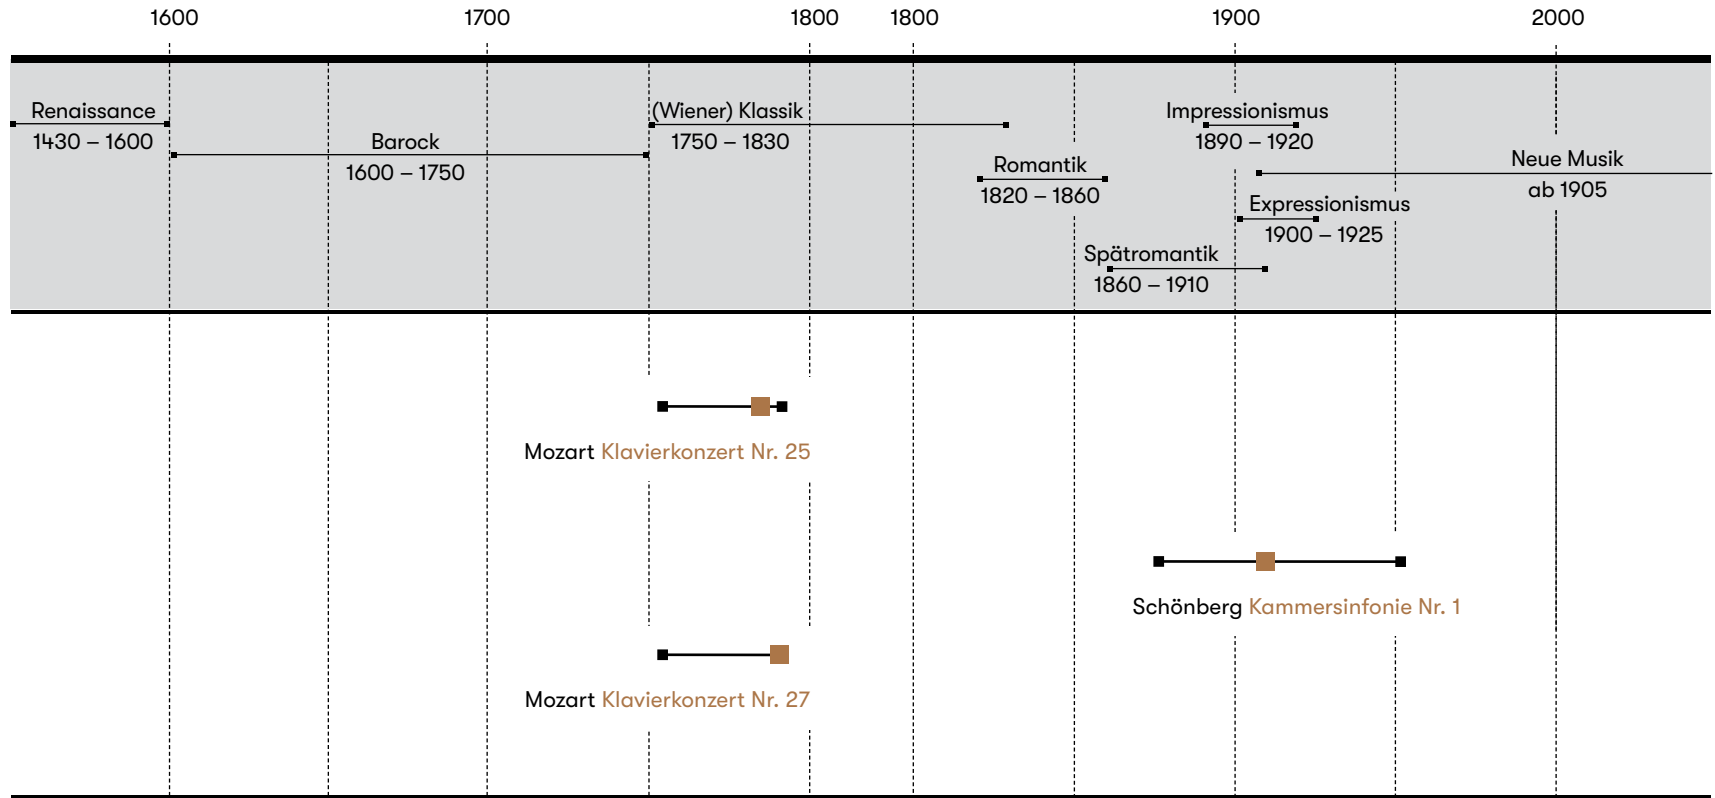 1600 1700 1800 1800 1900 2000
Renaissance
1430 – 1600
Barock
1600 – 1750
(Wiener) Klassik
1750 – 1830
Romantik
1820 – 1860
Spätromantik
1860 – 1910
Impressionismus
1890 – 1920
Expressionismus
1900 – 1925
Neue Musik
ab 1905
Mozart Klavierkonzert Nr. 25
Schönberg Kammersinfonie Nr. 1
Mozart Klavierkonzert Nr. 27